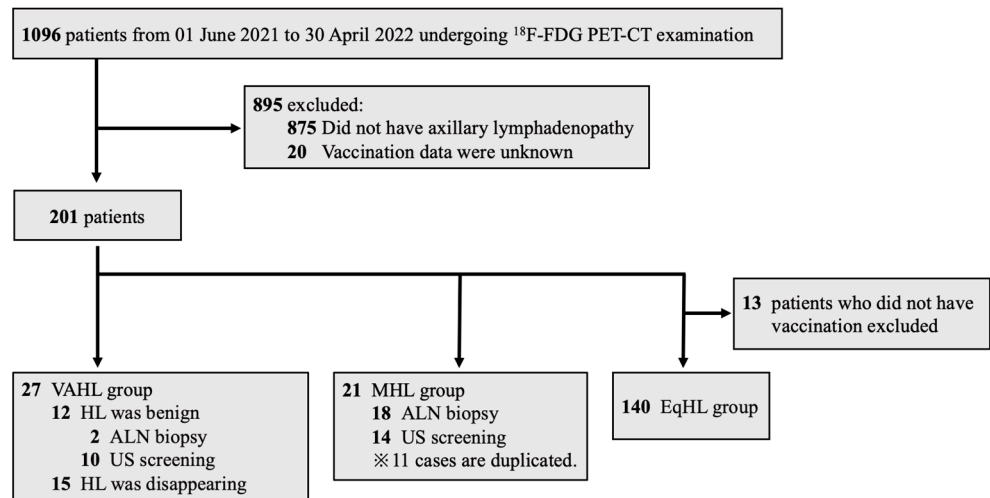 1096 patients from 01 June 2021 to 30 April 2022 undergoing ¹⁸F-FDG PET-CT examination
895 excluded:
875 Did not have axillary lymphadenopathy
20 Vaccination data were unknown
201 patients
13 patients who did not have
vaccination excluded
27 VAHL group
12 HL was benign
2 ALN biopsy
10 US screening
15 HL was disappearing
21 MHL group
18 ALN biopsy
14 US screening
※11 cases are duplicated.
140 EqHL group